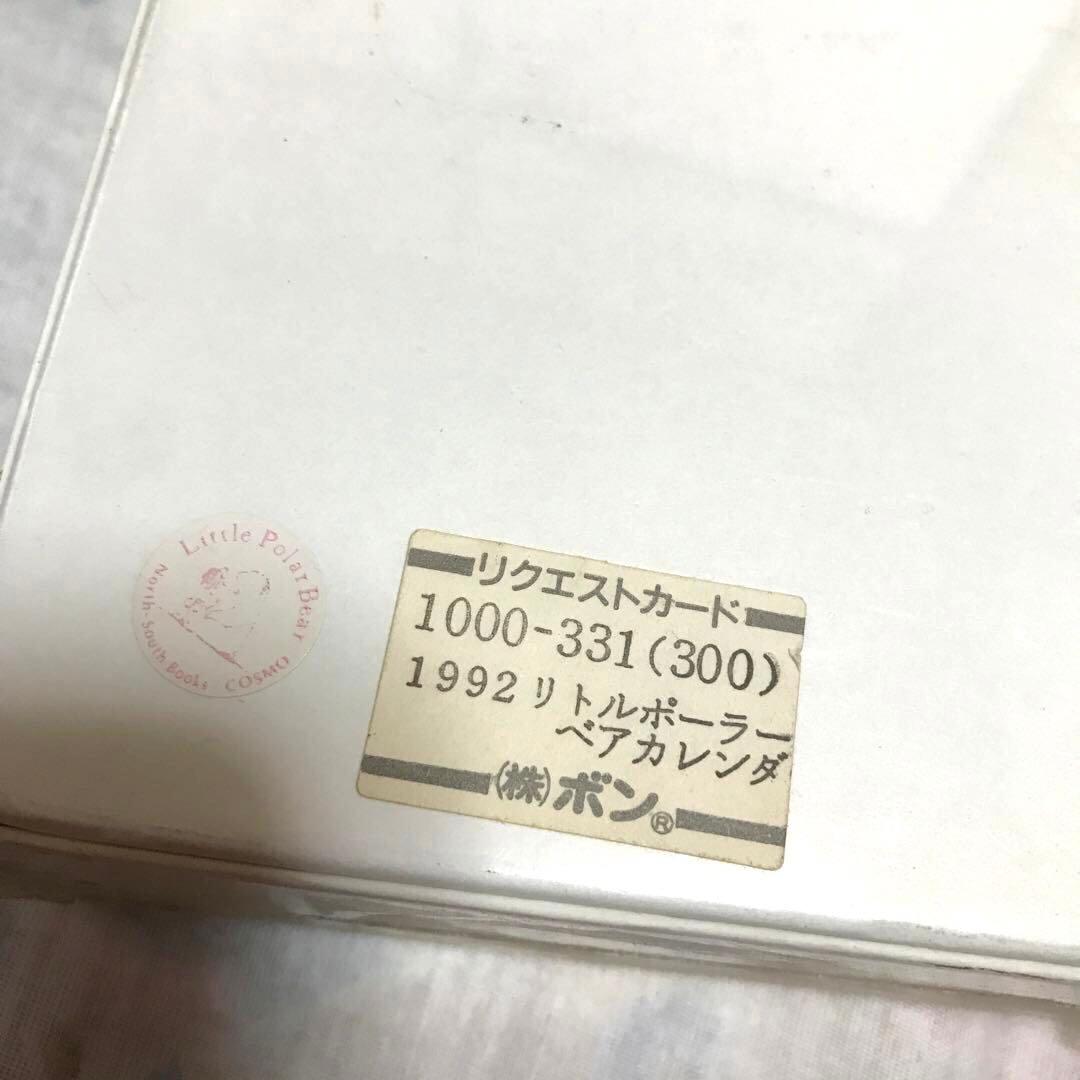 Little Polar Bear
North-South Books
COSMO
リクエストカード
1000-331(300)
1992リトルポーラー
ベアカレンダ
(株)ボン®